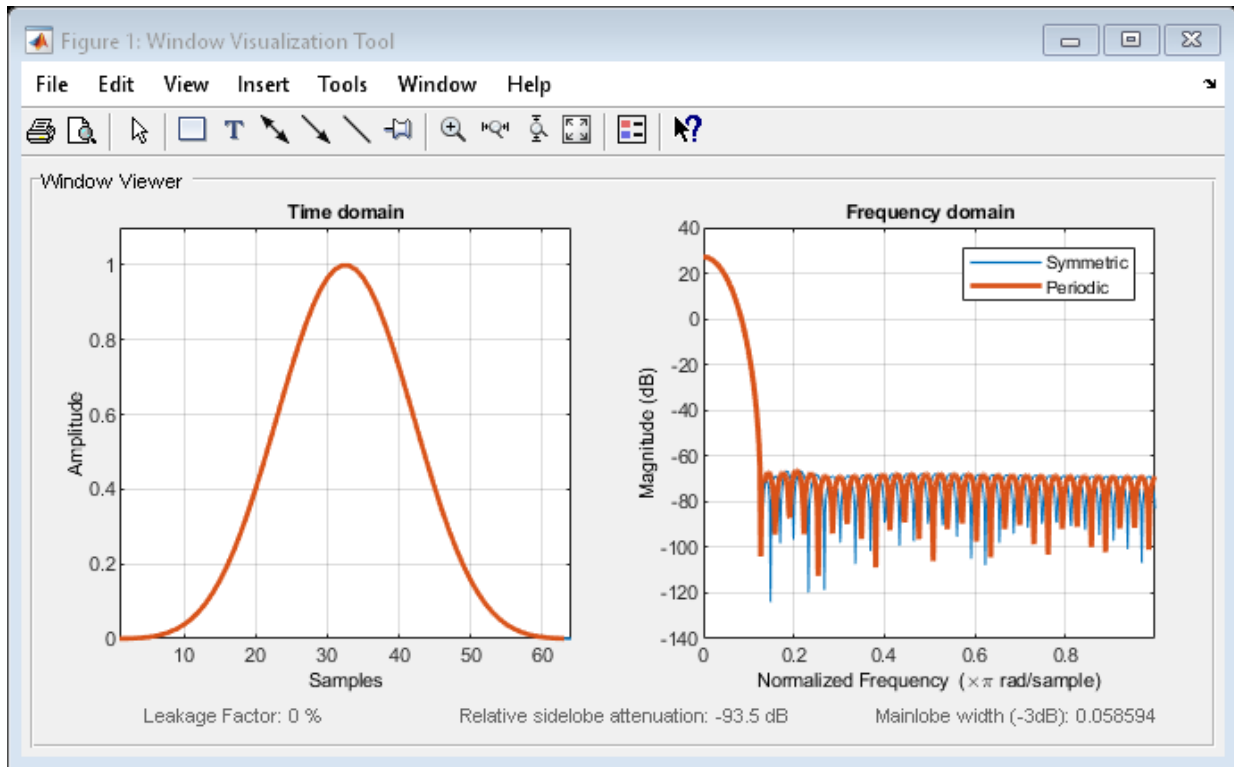 Figure 1: Window Visualization Tool
File Edit View Insert Tools Window Help
T
?
Window Viewer
Time domain
1
0.8
0.6
0.4
0.2
0
Amplitude
10 20 30 40 50 60
Samples
Frequency domain
40
20
0
-20
-40
-60
-80
-100
-120
-140
Magnitude (dB)
Symmetric
Periodic
0 0.2 0.4 0.6 0.8
Normalized Frequency (×π rad/sample)
Leakage Factor: 0 % Relative sidelobe attenuation: -93.5 dB Mainlobe width (-3dB): 0.058594